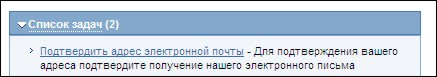 Список задач (2)
Подтвердить адрес электронной почты - Для подтверждения вашего
адреса подтвердите получение нашего электронного письма